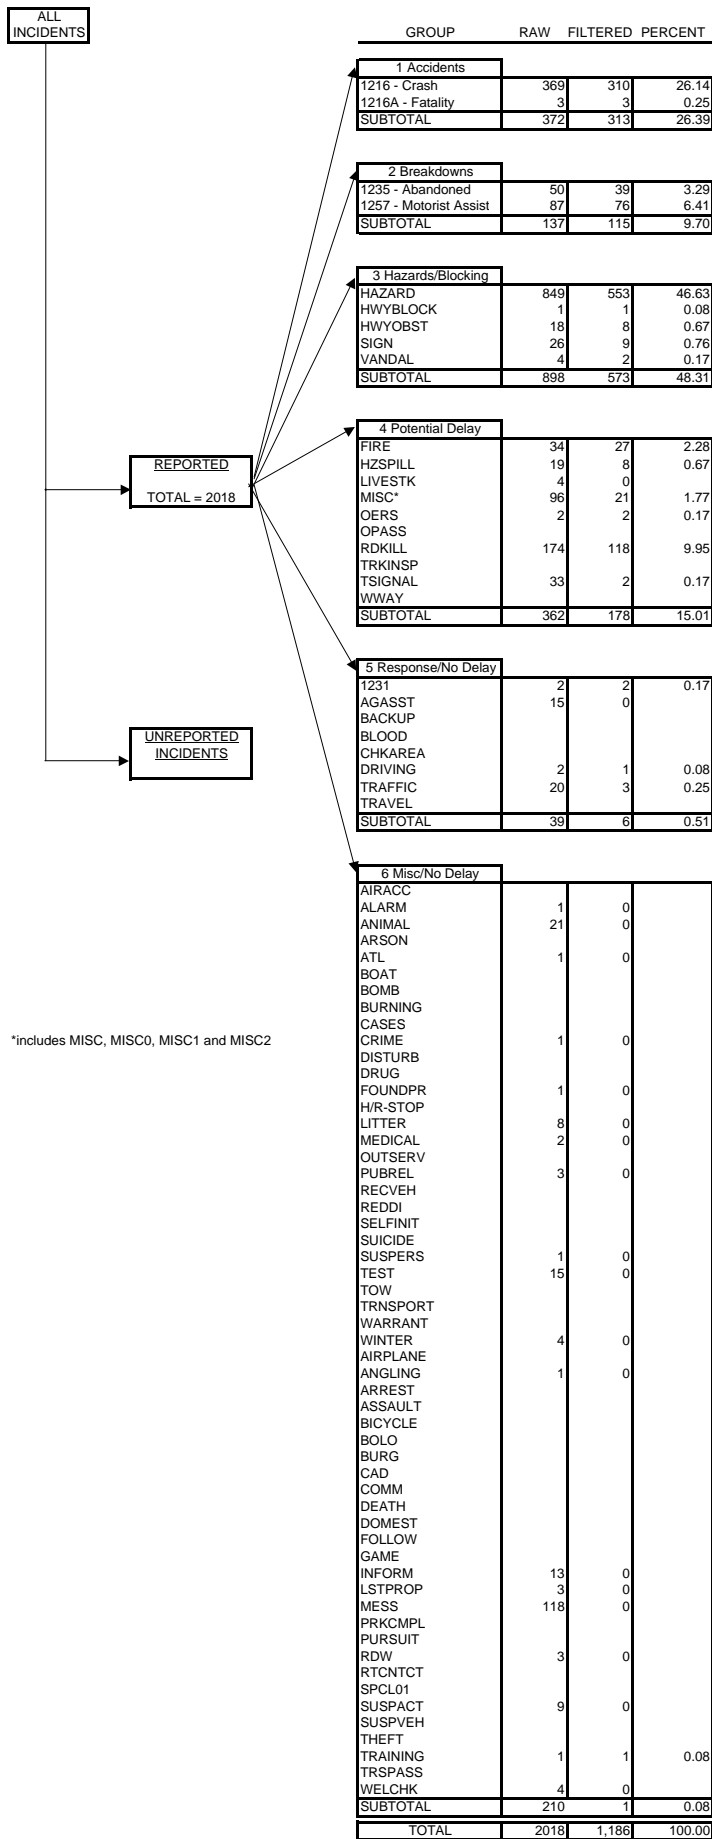 ALL
INCIDENTS
GROUP RAW FILTERED PERCENT
1 Accidents
1216 - Crash 369 310 26.14
1216A - Fatality 3 3 0.25
SUBTOTAL 372 313 26.39
2 Breakdowns
1235 - Abandoned 50 39 3.29
1257 - Motorist Assist 87 76 6.41
SUBTOTAL 137 115 9.70
3 Hazards/Blocking
HAZARD 849 553 46.63
HWYBLOCK 1 1 0.08
HWYOBST 18 8 0.67
SIGN 26 9 0.76
VANDAL 4 2 0.17
SUBTOTAL 898 573 48.31
4 Potential Delay
FIRE 34 27 2.28
HZSPILL 19 8 0.67
LIVESTK 4 0
MISC* 96 21 1.77
OERS 2 2 0.17
OPASS
RDKILL 174 118 9.95
TRKINSP
TSIGNAL 33 2 0.17
WWAY
SUBTOTAL 362 178 15.01
REPORTED
TOTAL = 2018
5 Response/No Delay
1231 2 2 0.17
AGASST 15 0
BACKUP
BLOOD
CHKAREA
DRIVING 2 1 0.08
TRAFFIC 20 3 0.25
TRAVEL
SUBTOTAL 39 6 0.51
UNREPORTED
INCIDENTS
6 Misc/No Delay
AIRACC
ALARM 1 0
ANIMAL 21 0
ARSON
ATL 1 0
BOAT
BOMB
BURNING
CASES
CRIME 1 0
DISTURB
DRUG
FOUNDPR 1 0
H/R-STOP
LITTER 8 0
MEDICAL 2 0
OUTSERV
PUBREL 3 0
RECVEH
REDDI
SELFINIT
SUICIDE
SUSPERS 1 0
TEST 15 0
TOW
TRNSPORT
WARRANT
WINTER 4 0
AIRPLANE
ANGLING 1 0
ARREST
ASSAULT
BICYCLE
BOLO
BURG
CAD
COMM
DEATH
DOMEST
FOLLOW
GAME
INFORM 13 0
LSTPROP 3 0
MESS 118 0
PRKCMPL
PURSUIT
RDW 3 0
RTCNTCT
SPCL01
SUSPACT 9 0
SUSPVEH
THEFT
TRAINING 1 1 0.08
TRSPASS
WELCHK 4 0
SUBTOTAL 210 1 0.08
TOTAL 2018 1,186 100.00
*includes MISC, MISC0, MISC1 and MISC2